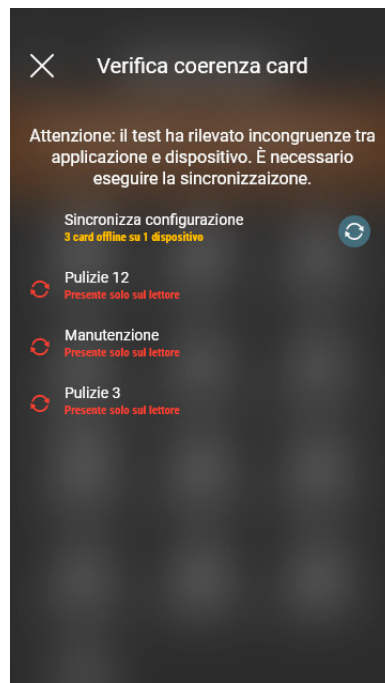 Verifica coerenza card
Attenzione: il test ha rilevato incongruenze tra
applicazione e dispositivo. È necessario
eseguire la sincronizzaizone.
Sincronizza configurazione
3 card offline su 1 dispositivo
Pulizie 12
Presente solo sul lettore
Manutenzione
Presente solo sul lettore
Pulizie 3
Presente solo sul lettore